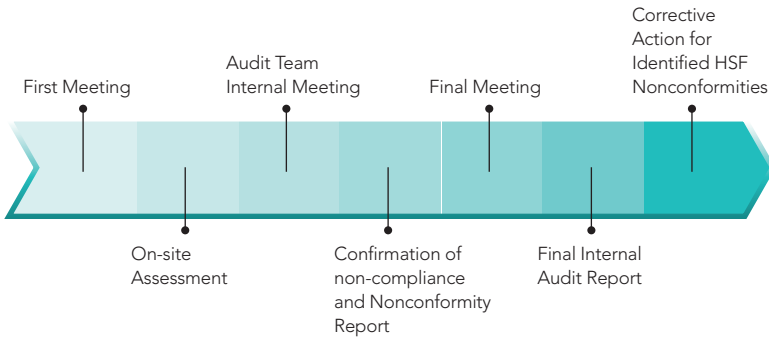 First Meeting
On-site
Assessment
Audit Team
Internal Meeting
Confirmation of
non-compliance
and Nonconformity
Report
Final Meeting
Final Internal
Audit Report
Corrective
Action for
Identified HSF
Nonconformities